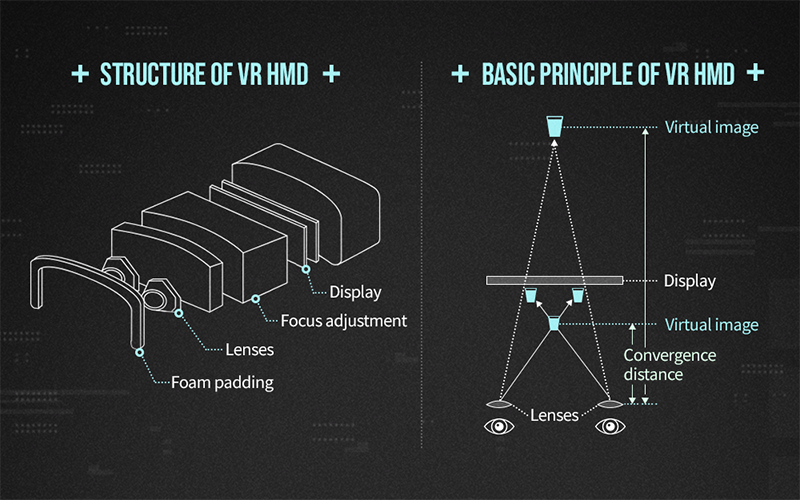 + STRUCTURE OF VR HMD +
Display
Focus adjustment
Lenses
Foam padding
+ BASIC PRINCIPLE OF VR HMD +
Virtual image
Display
Virtual image
Convergence
distance
Lenses